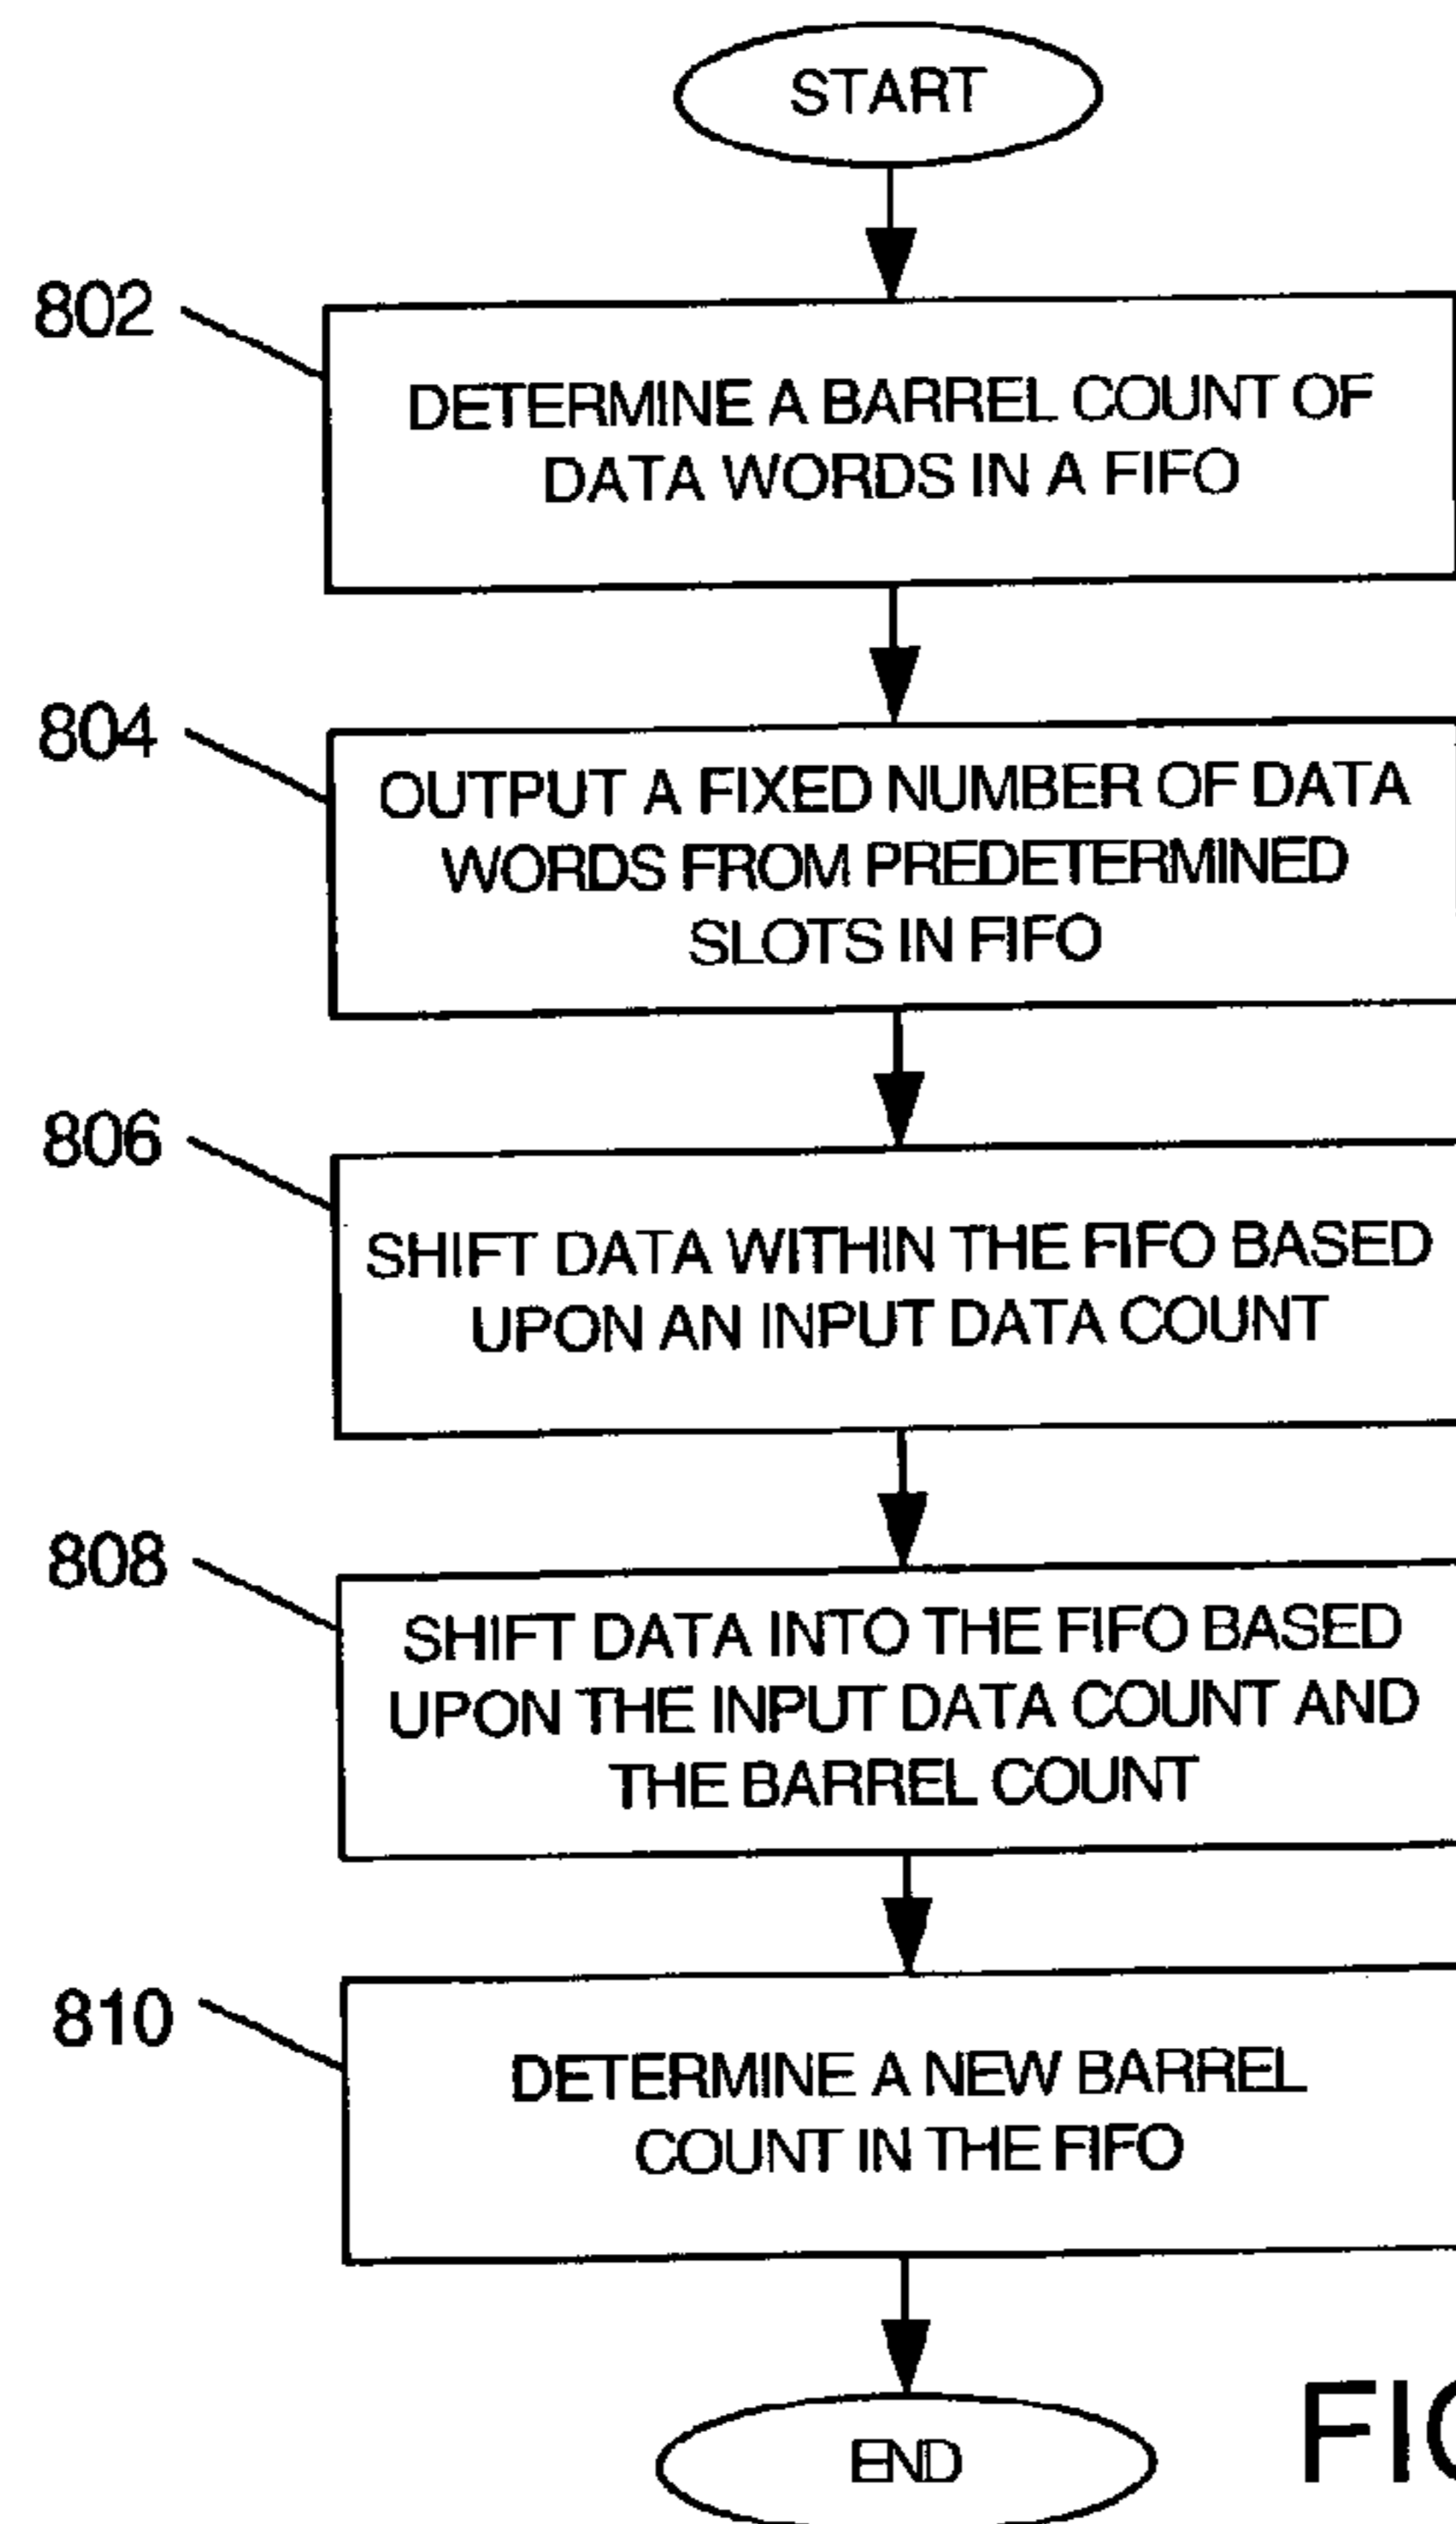 START
802
DETERMINE A BARREL COUNT OF
DATA WORDS IN A FIFO
804
OUTPUT A FIXED NUMBER OF DATA
WORDS FROM PREDETERMINED
SLOTS IN FIFO
806
SHIFT DATA WITHIN THE FIFO BASED
UPON AN INPUT DATA COUNT
808
SHIFT DATA INTO THE FIFO BASED
UPON THE INPUT DATA COUNT AND
THE BARREL COUNT
810
DETERMINE A NEW BARREL
COUNT IN THE FIFO
END